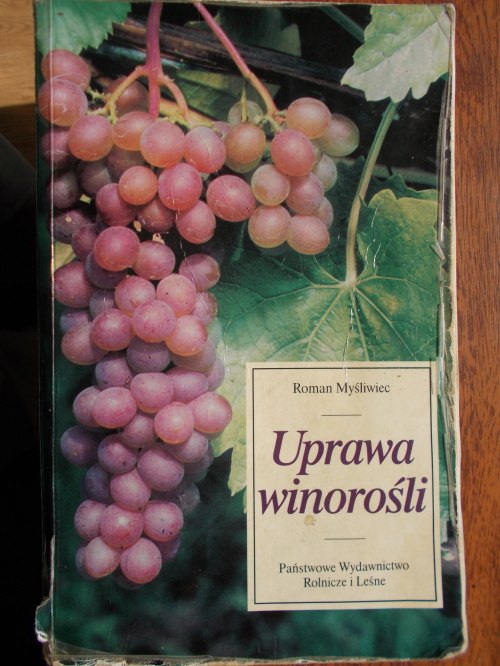 Roman Myśliwiec
Uprawa
winorośli
Państwowe Wydawnictwo
Rolnicze i Leśne